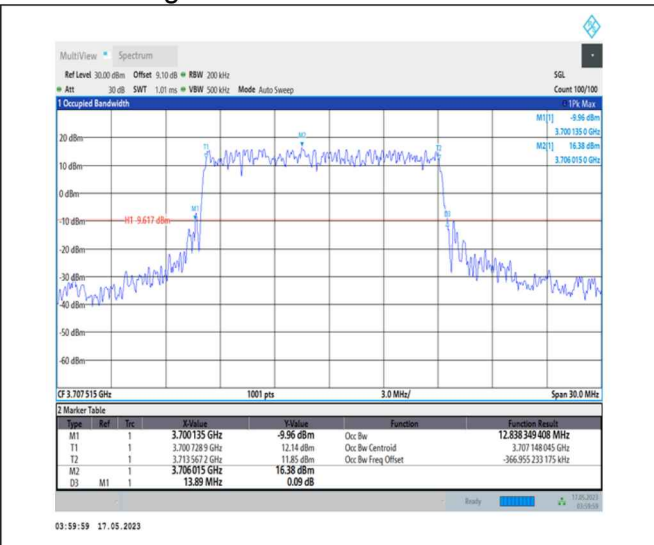 MultiView Spectrum
Ref Level 30.00 dBm Offset 9.10 dB RBW 200 kHz SGL
Att 30 dB SWT 1.01 ms VBW 500 kHz Mode Auto Sweep Count 100/100
1 Occupied Bandwidth 1Pk Max
M1[1] -9.96 dBm
3.700 135 0 GHz
M2[1] 16.38 dBm
3.706 015 0 GHz
20 dBm
T1 M2 T2
10 dBm
0 dBm
M1 D3
-10 dBm H1 9.617 dBm
-20 dBm
-30 dBm
-40 dBm
-50 dBm
-60 dBm
CF 3.707 515 GHz 1001 pts 3.0 MHz/ Span 30.0 MHz
2 Marker Table
Type Ref Trc X-Value Y-Value Function Function Result
M1 1 3.700135 GHz -9.96 dBm Occ Bw 12.838 349 408 MHz
T1 1 3.700 728 9 GHz 12.14 dBm Occ Bw Centroid 3.707 148 045 GHz
T2 1 3.713 567 2 GHz 11.85 dBm Occ Bw Freq Offset -366.955 233 175 kHz
M2 1 3.706015 GHz 16.38 dBm
D3 M1 1 13.89 MHz 0.09 dB
Ready 17.05.2023
03:59:59
03:59:59 17.05.2023